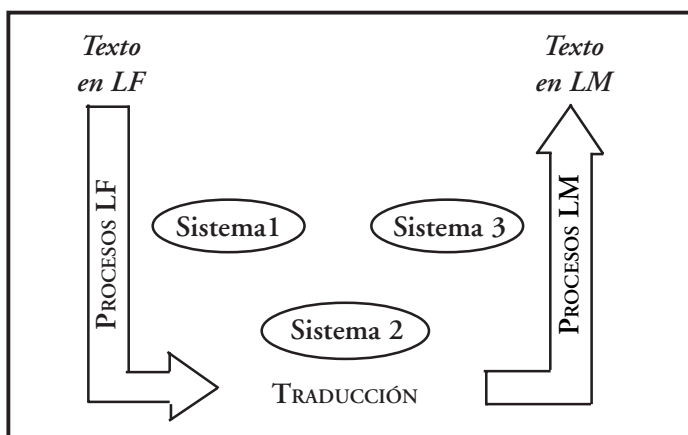 Texto
en LF
Texto
en LM
PROCESOS LF
Sistema1
Sistema 3
PROCESOS LM
Sistema 2
TRADUCCIÓN